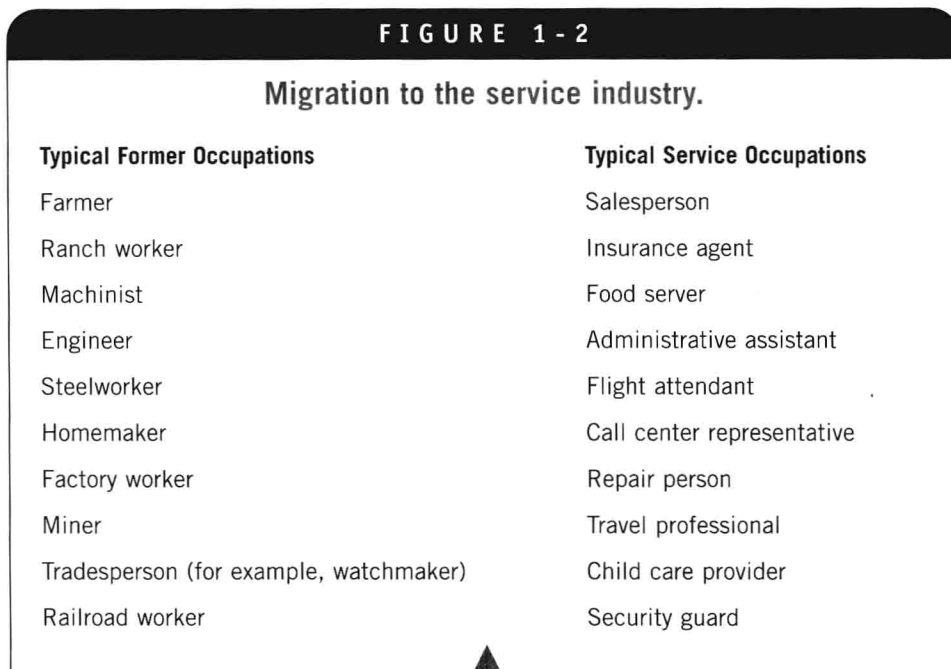 FIGURE 1-2
Migration to the service industry.
Typical Former Occupations
Farmer
Ranch worker
Machinist
Engineer
Steelworker
Homemaker
Factory worker
Miner
Tradesperson (for example, watchmaker)
Railroad worker
Typical Service Occupations
Salesperson
Insurance agent
Food server
Administrative assistant
Flight attendant
Call center representative
Repair person
Travel professional
Child care provider
Security guard